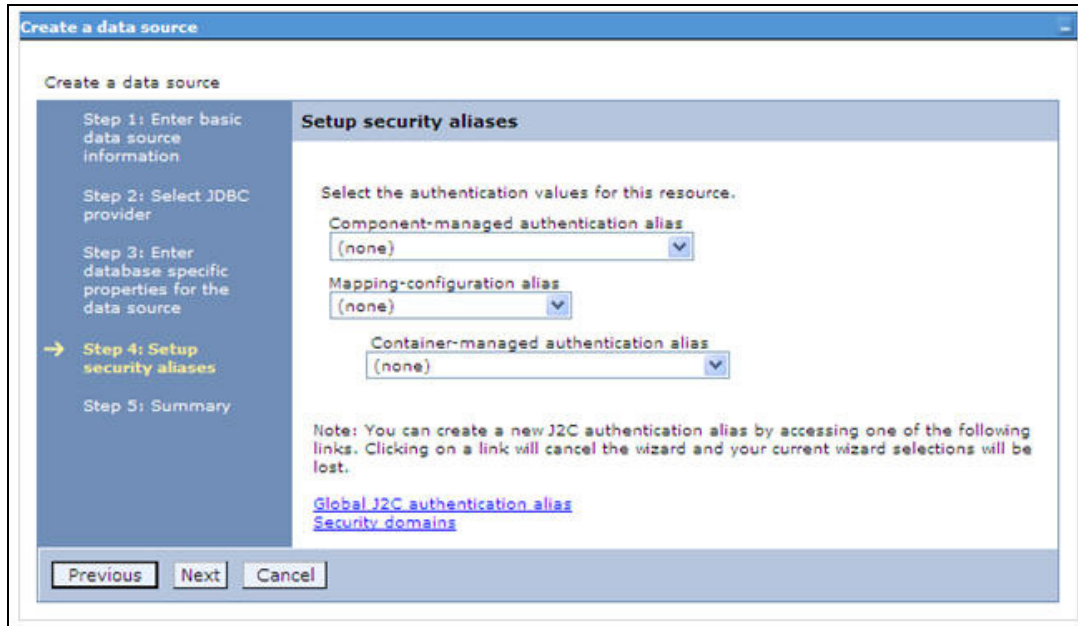 Create a data source
Create a data source
Step 1: Enter basic
data source
information
Step 2: Select JDBC
provider
Step 3: Enter
database specific
properties for the
data source
Step 4: Setup
security aliases
Step 5: Summary
Setup security aliases
Select the authentication values for this resource.
Component-managed authentication alias
(none)
Mapping-configuration alias
(none)
Container-managed authentication alias
(none)
Note: You can create a new J2C authentication alias by accessing one of the following
links. Clicking on a link will cancel the wizard and your current wizard selections will be
lost.
Global J2C authentication alias
Security domains
Previous Next Cancel